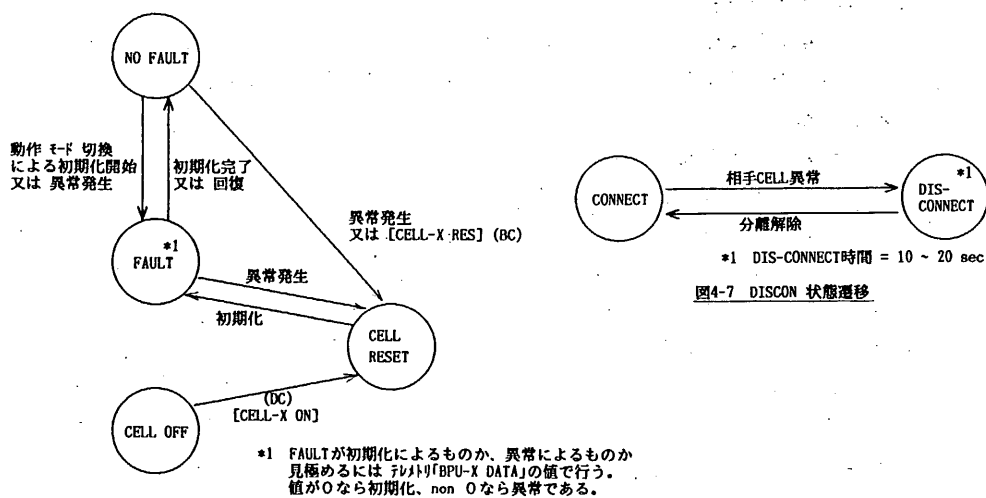 NO FAULT
動作 ﾓｰﾄﾞ 切換
による初期化開始
又は 異常発生
初期化完了
又は 回復
異常発生
又は [CELL-X RES] (BC)
*1
FAULT
異常発生
初期化
CELL
RESET
(DC)
[CELL-X ON]
CELL OFF
*1 FAULTが初期化によるものか、異常によるものか
見極めるには ﾃﾚﾒﾄﾘ「BPU-X DATA」の値で行う。
値が0なら初期化、non 0なら異常である。
CONNECT
相手CELL異常
分離解除
*1
DIS-
CONNECT
*1 DIS-CONNECT時間 = 10 ~ 20 sec
図4-7 DISCON 状態遷移